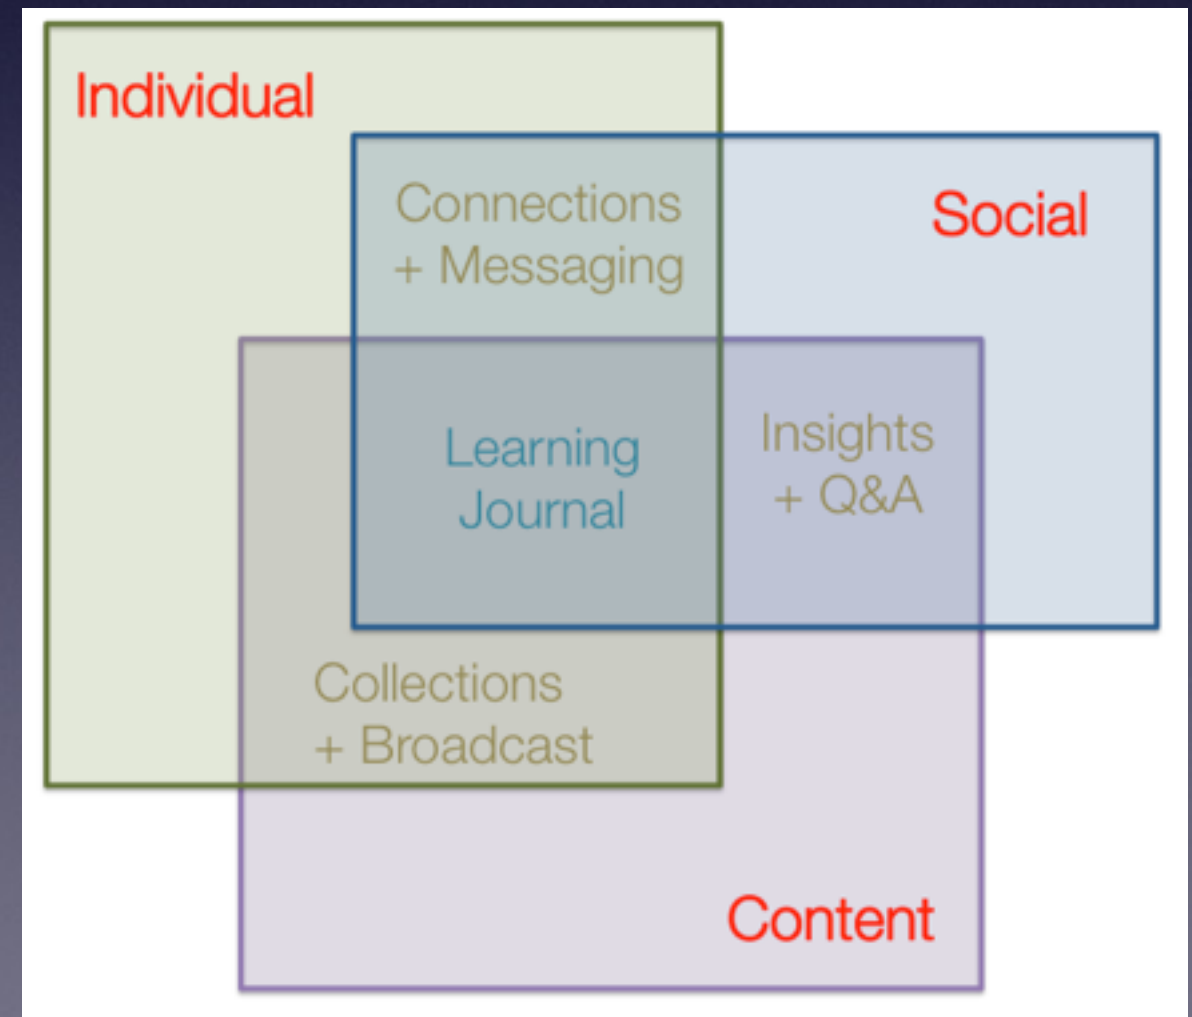 Individual
Connections
+ Messaging
Social
Learning
Journal
Insights
+ Q&A
Collections
+ Broadcast
Content